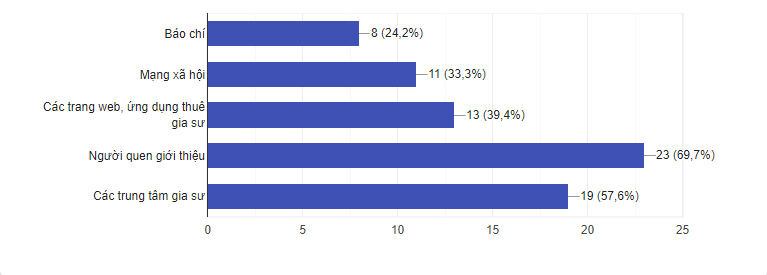 Báo chí
8 (24,2%)
Mạng xã hội
11 (33,3%)
Các trang web, ứng dụng thuê
gia sư
13 (39,4%)
Người quen giới thiệu
23 (69,7%)
Các trung tâm gia sư
19 (57,6%)
0 5 10 15 20 25